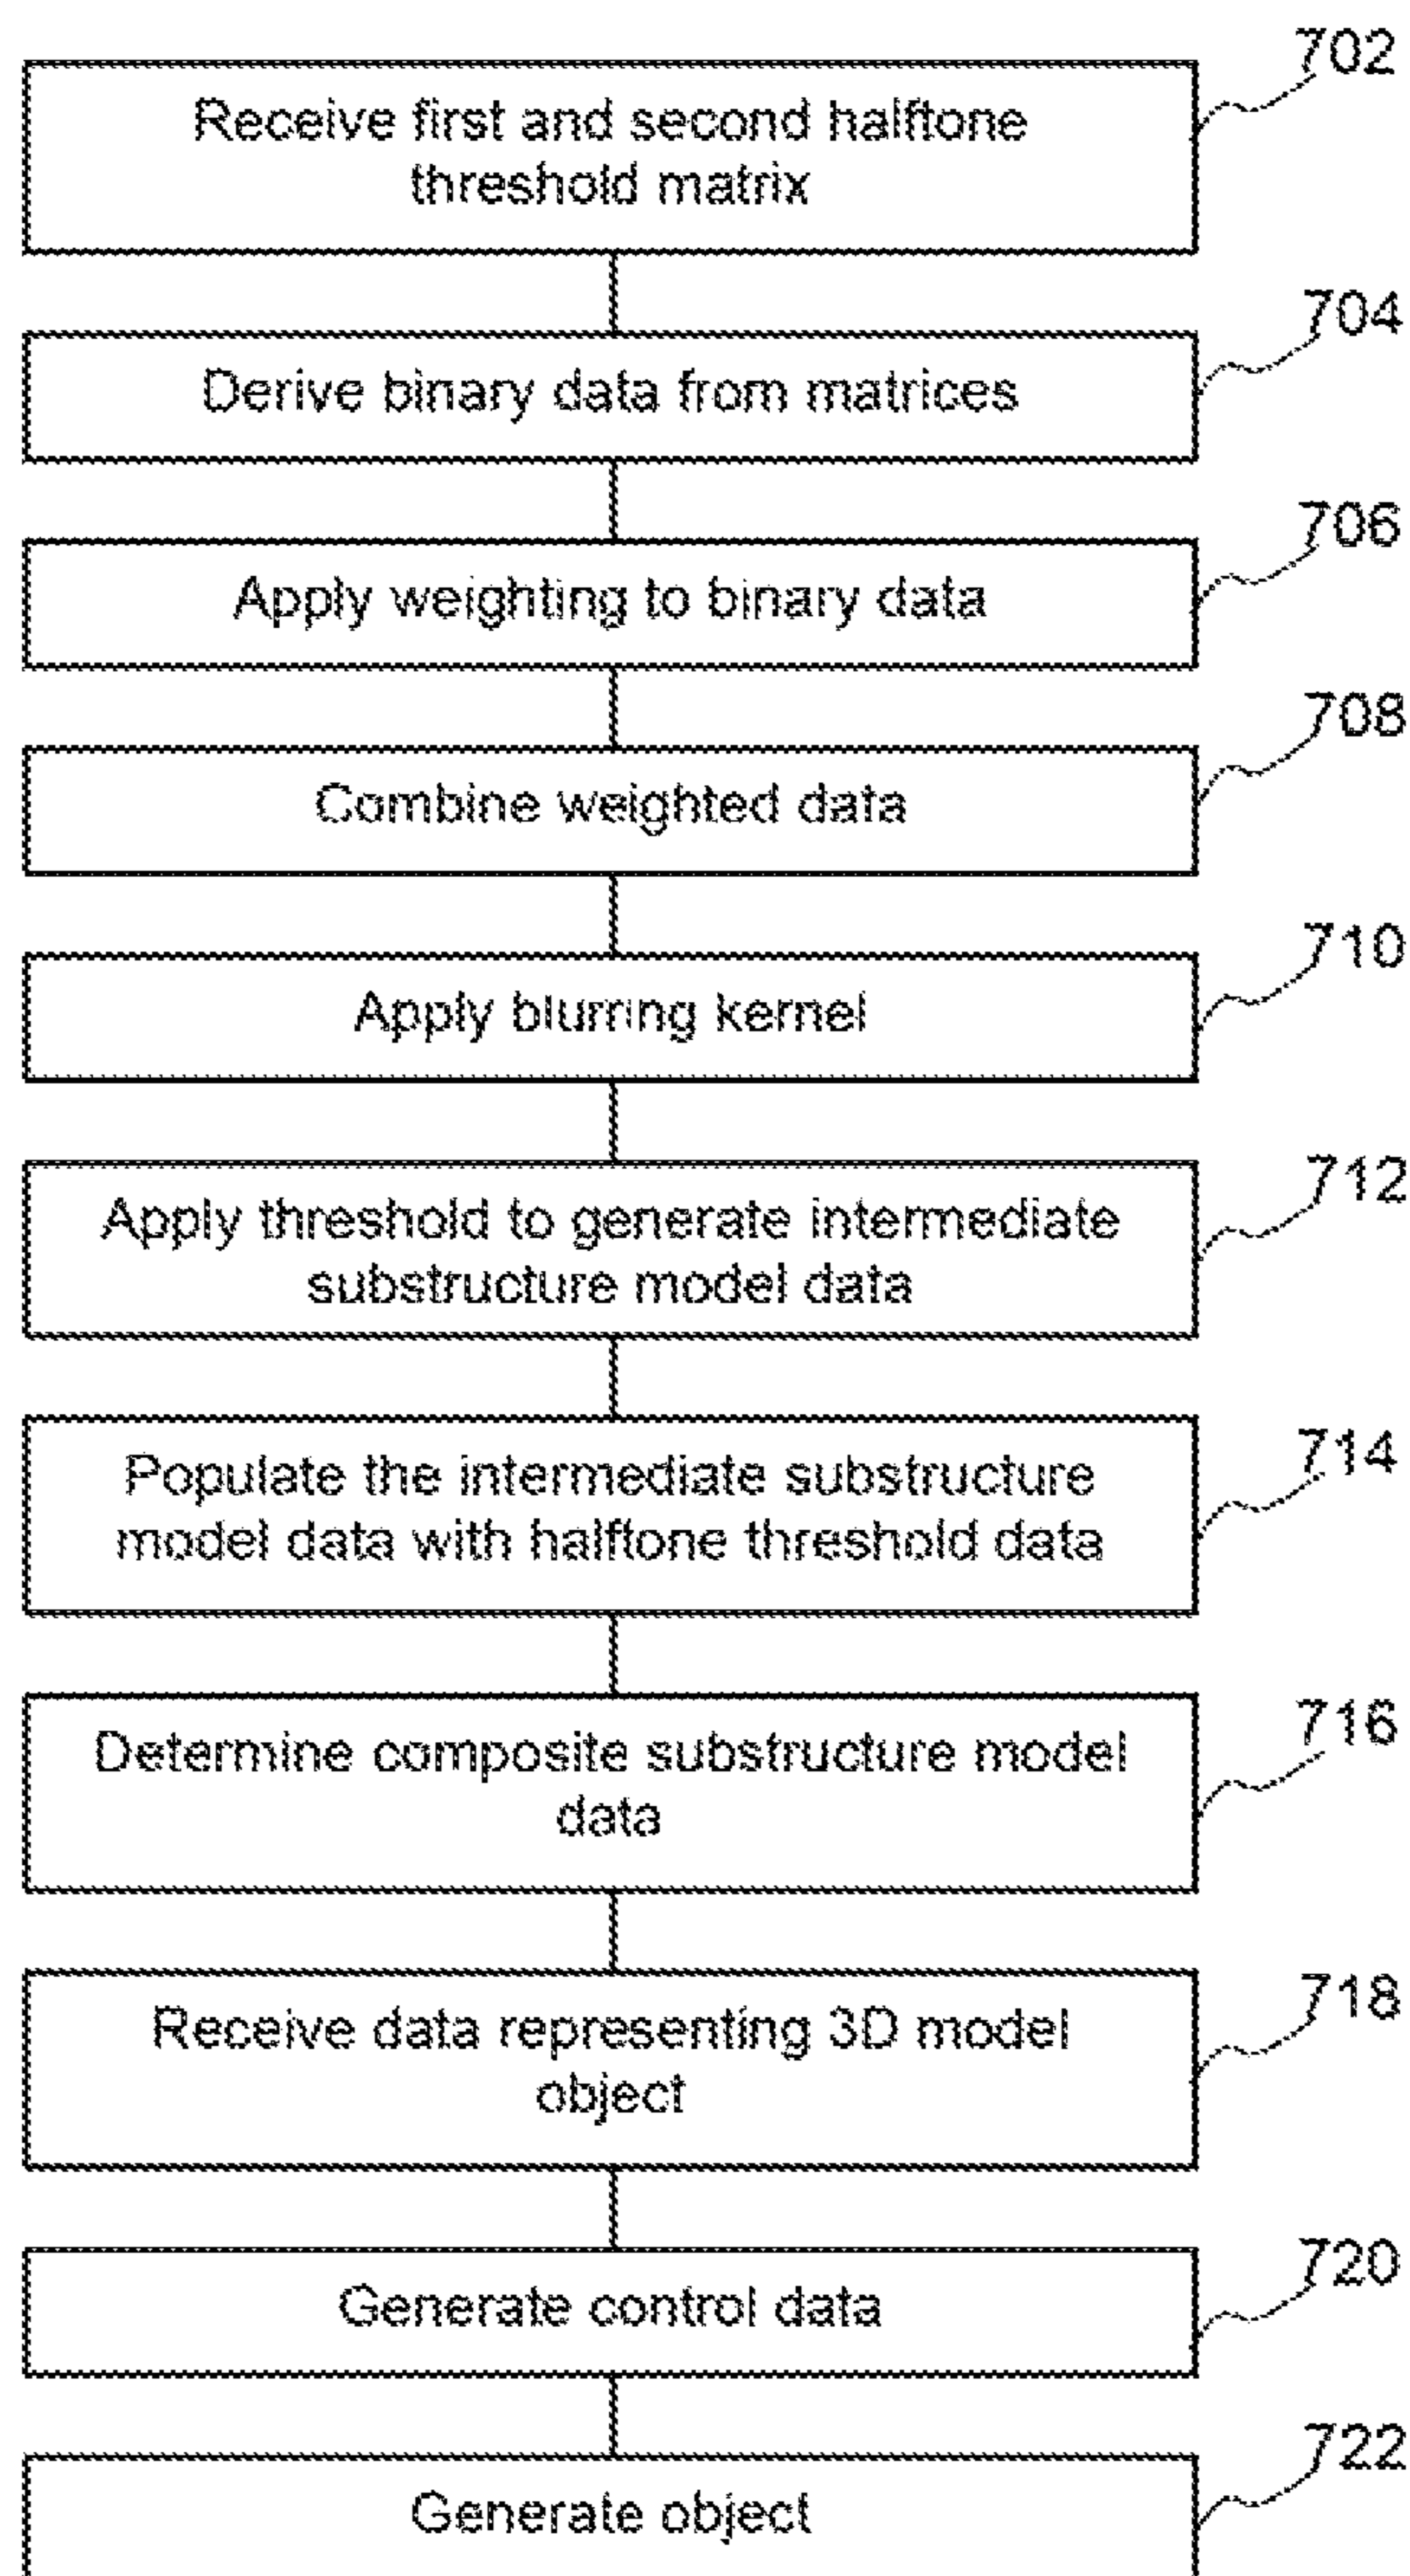 702
Receive first and second halftone
threshold matrix
704
Derive binary data from matrices
706
Apply weighting to binary data
708
Combine weighted data
710
Apply blurring kernel
712
Apply threshold to generate intermediate
substructure model data
714
Populate the intermediate substructure
model data with halftone threshold data
716
Determine composite substructure model
data
718
Receive data representing 3D model
object
720
Generate control data
722
Generate object